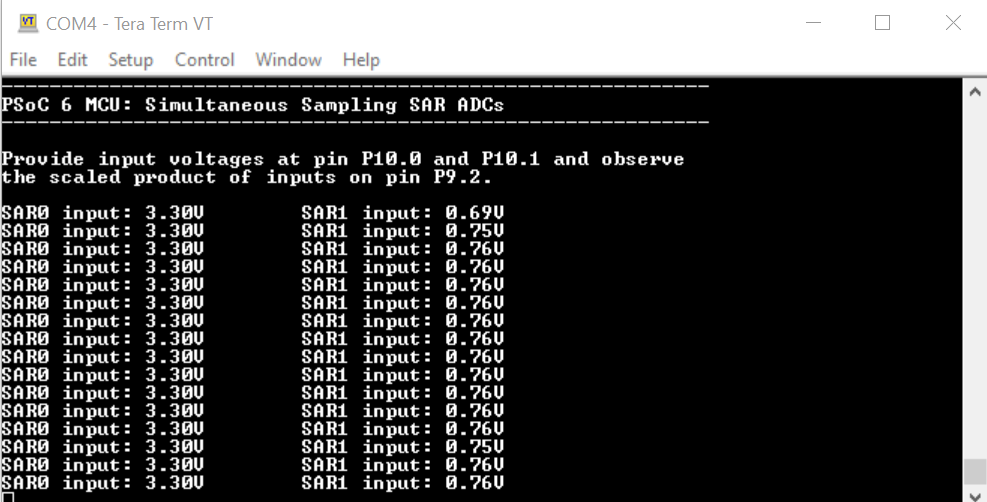 COM4 - Tera Term VT
File Edit Setup Control Window Help
-----------------------------------------------------------
PSoC 6 MCU: Simultaneous Sampling SAR ADCs
-----------------------------------------------------------
Provide input voltages at pin P10.0 and P10.1 and observe
the scaled product of inputs on pin P9.2.
SAR0 input: 3.30V SAR1 input: 0.69V
SAR0 input: 3.30V SAR1 input: 0.75V
SAR0 input: 3.30V SAR1 input: 0.76V
SAR0 input: 3.30V SAR1 input: 0.76V
SAR0 input: 3.30V SAR1 input: 0.76V
SAR0 input: 3.30V SAR1 input: 0.76V
SAR0 input: 3.30V SAR1 input: 0.76V
SAR0 input: 3.30V SAR1 input: 0.76V
SAR0 input: 3.30V SAR1 input: 0.76V
SAR0 input: 3.30V SAR1 input: 0.76V
SAR0 input: 3.30V SAR1 input: 0.76V
SAR0 input: 3.30V SAR1 input: 0.76V
SAR0 input: 3.30V SAR1 input: 0.76V
SAR0 input: 3.30V SAR1 input: 0.75V
SAR0 input: 3.30V SAR1 input: 0.76V
SAR0 input: 3.30V SAR1 input: 0.76V